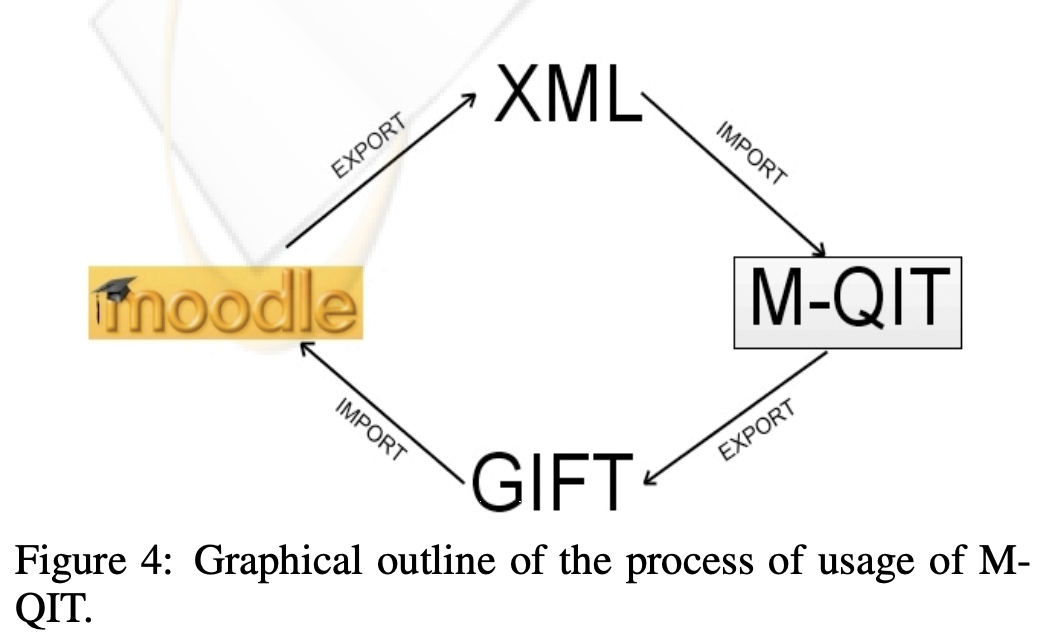 XML
EXPORT
IMPORT
moodle
M-QIT
IMPORT
EXPORT
GIFT
Figure 4: Graphical outline of the process of usage of M-
QIT.